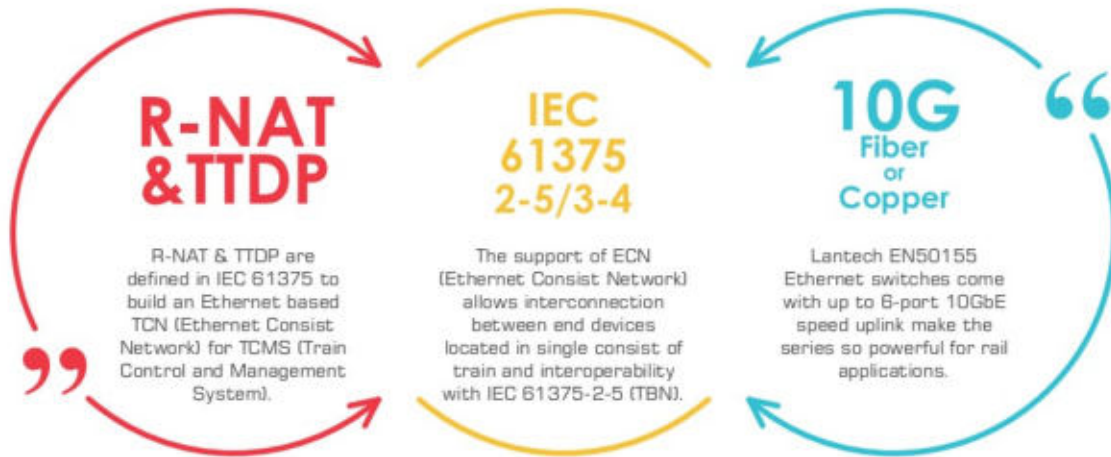 R-NAT
&TTDP
R-NAT & TTDP are
defined in IEC 61375 to
build an Ethernet based
TCN (Ethernet Consist
Network) for TCMS (Train
Control and Management
System).
IEC
61375
2-5/3-4
The support of ECN
(Ethernet Consist Network)
allows interconnection
between end devices
located in single consist of
train and interoperability
with IEC 61375-2-5 (TBN).
10G
Fiber
or
Copper
Lantech EN50155
Ethernet switches come
with up to 6-port 10GbE
speed uplink make the
series so powerful for rail
applications.